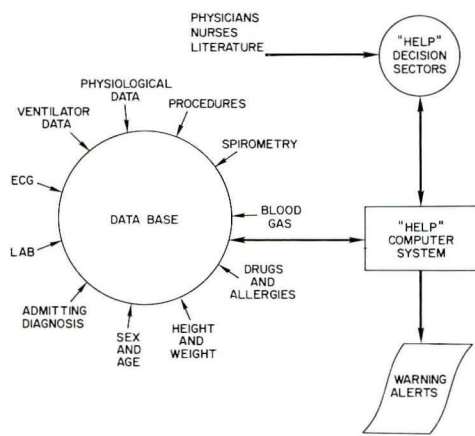 PHYSICIANS
NURSES
LITERATURE
"HELP"
DECISION
SECTORS
PHYSIOLOGICAL
DATA
PROCEDURES
VENTILATOR
DATA
SPIROMETRY
ECG
DATA BASE
BLOOD
GAS
"HELP"
COMPUTER
SYSTEM
LAB
DRUGS
AND
ALLERGIES
ADMITTING
DIAGNOSIS
SEX
AND
AGE
HEIGHT
AND
WEIGHT
WARNING
ALERTS